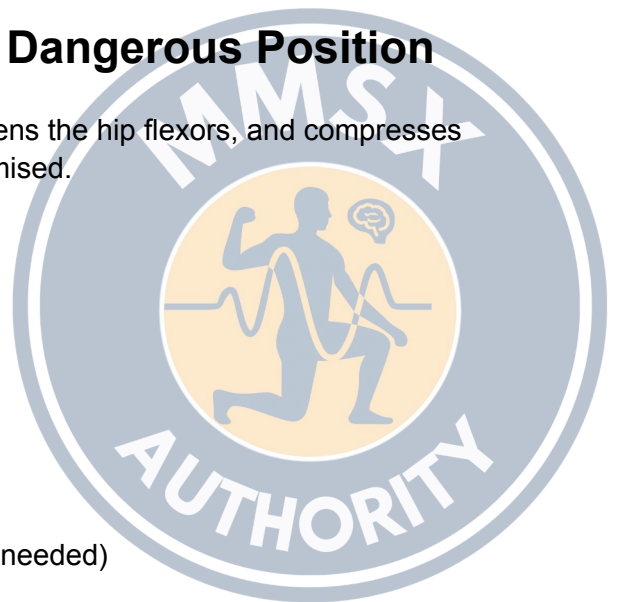 Dangerous Position
ens the hip flexors, and compresses
nised.
MMSX
AUTHORITY
needed)